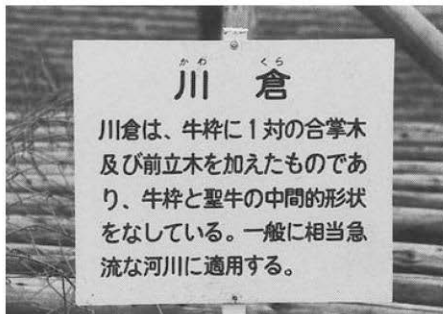 かわ くら
川 倉
川倉は、牛枠に1対の合掌木
及び前立木を加えたものであ
り、牛枠と聖牛の中間的形状
をなしている。一般に相当急
流な河川に適用する。